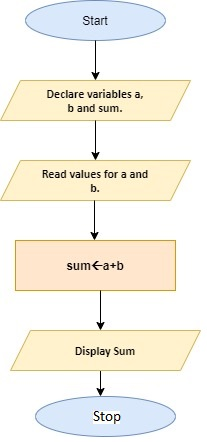 Start
Declare variables a,
b and sum.
Read values for a and
b.
sum←a+b
Display Sum
Stop